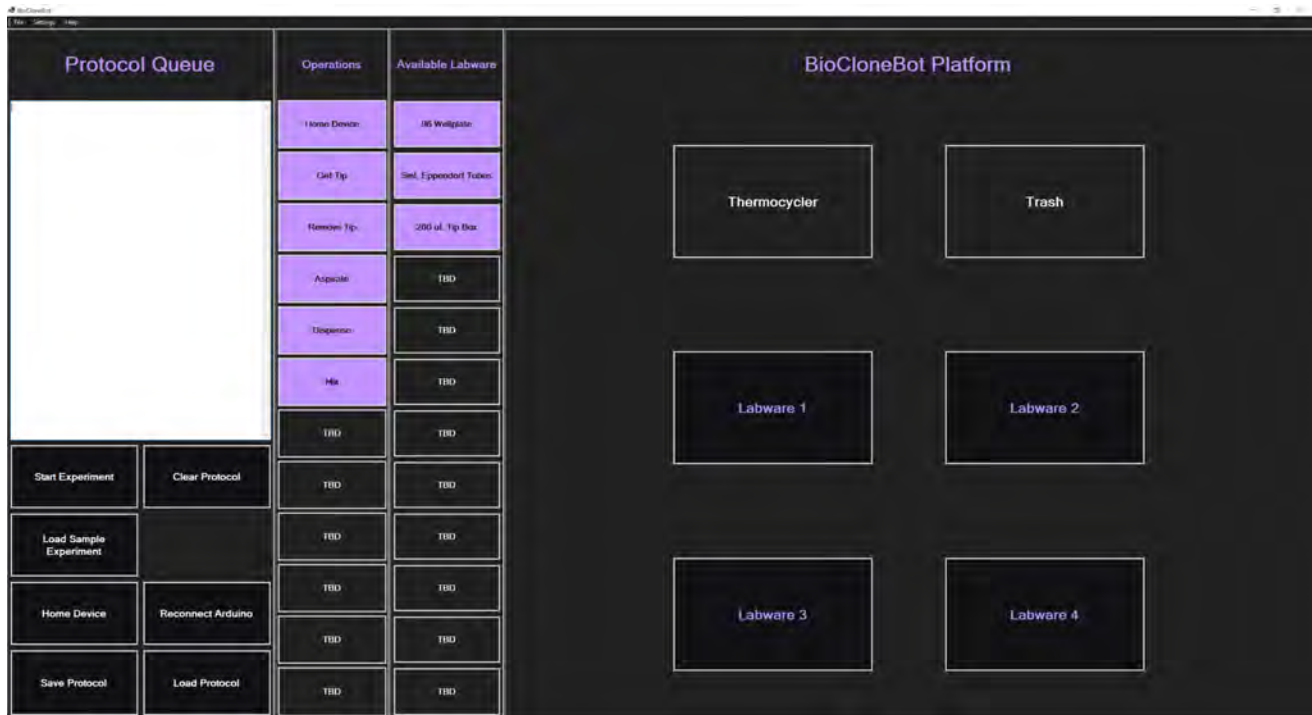 BioCloneBot
File Settings Help
Protocol Queue
Start Experiment
Clear Protocol
Load Sample
Experiment
Home Device
Reconnect Arduino
Save Protocol
Load Protocol
Operations
Home Device
Get Tip
Remove Tip
Aspirate
Dispense
Mix
TBD
TBD
TBD
TBD
TBD
TBD
Available Labware
96 Wellplate
5mL Eppendorf Tubes
200 uL Tip Box
TBD
TBD
TBD
TBD
TBD
TBD
TBD
TBD
TBD
BioCloneBot Platform
Thermocycler
Trash
Labware 1
Labware 2
Labware 3
Labware 4